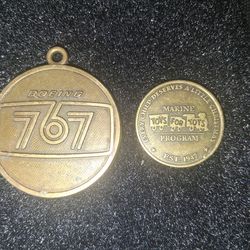 BOEING
767
EVERY CHILD DESERVES A LITTLE CHRISTMAS
MARINE
TOYS FOR TOTS
PROGRAM
EST. 1947